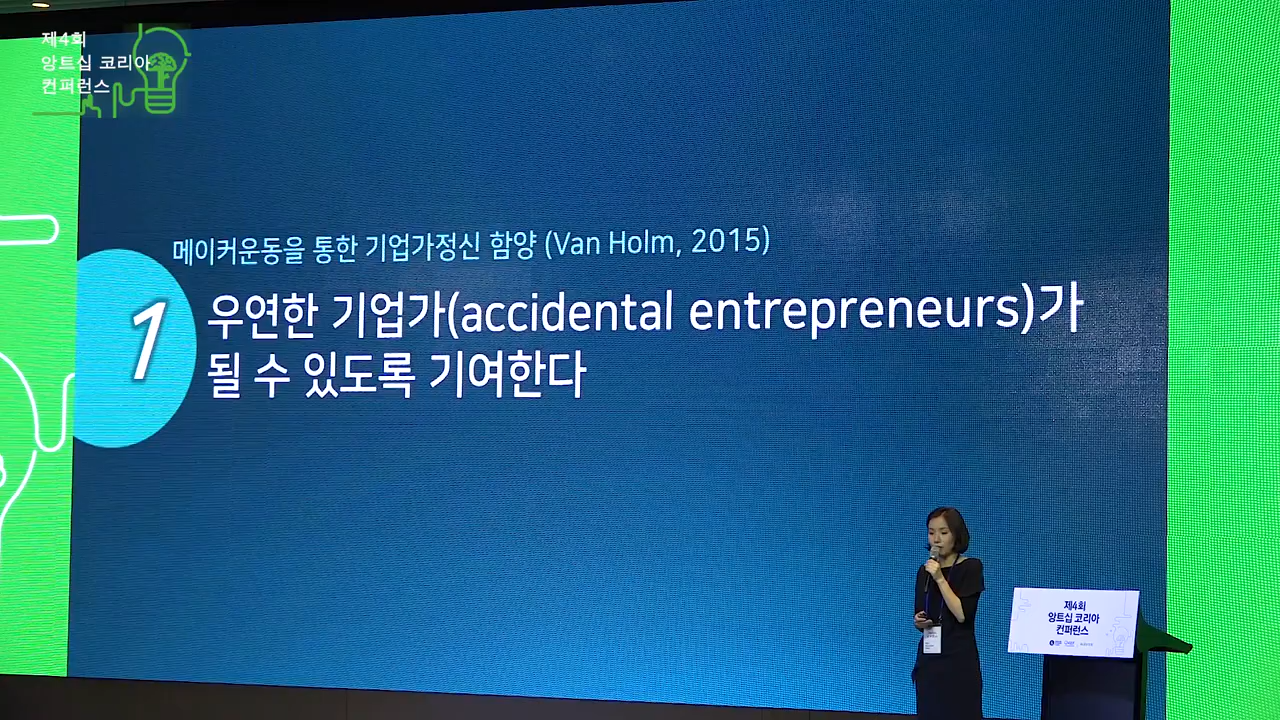 제4회
앙트십 코리아
컨퍼런스
메이커운동을 통한 기업가정신 함양 (Van Holm, 2015)
1
우연한 기업가(accidental entrepreneurs)가
될 수 있도록 기여한다
제4회
앙트십 코리아
컨퍼런스